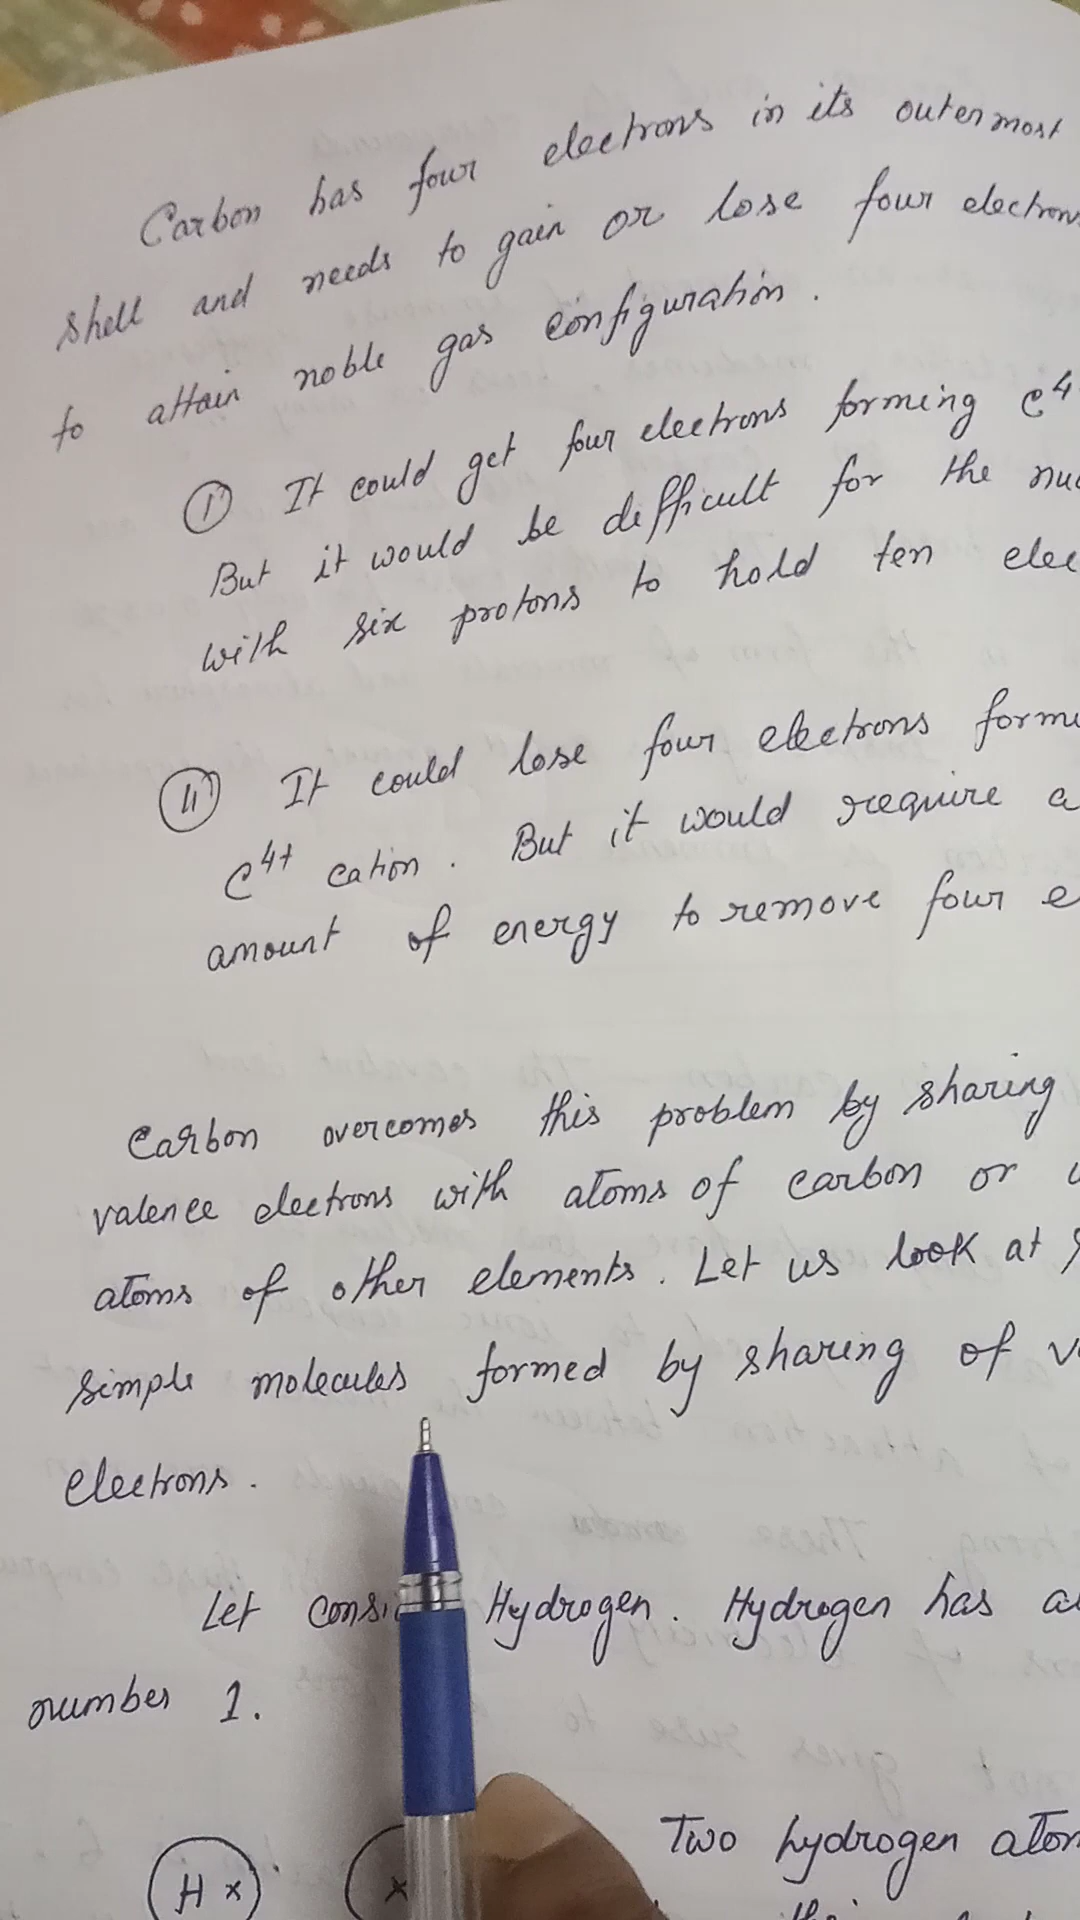 Carbon has four electrons in its outermost
shell and needs to gain or lose four electrons
to attain noble gas configuration.
(i) It could get four electrons forming C4
But it would be difficult for the nuc
with six protons to hold ten elec
(ii) It could lose four electrons formi
C4+ cation. But it would require a
amount of energy to remove four e
Carbon overcomes this problem by sharing
valence electrons with atoms of carbon or
atoms of other elements. Let us look at
simple molecules formed by sharing of va
electrons.
Let consi Hydrogen. Hydrogen has
number 1.
Two hydrogen atom
H x x